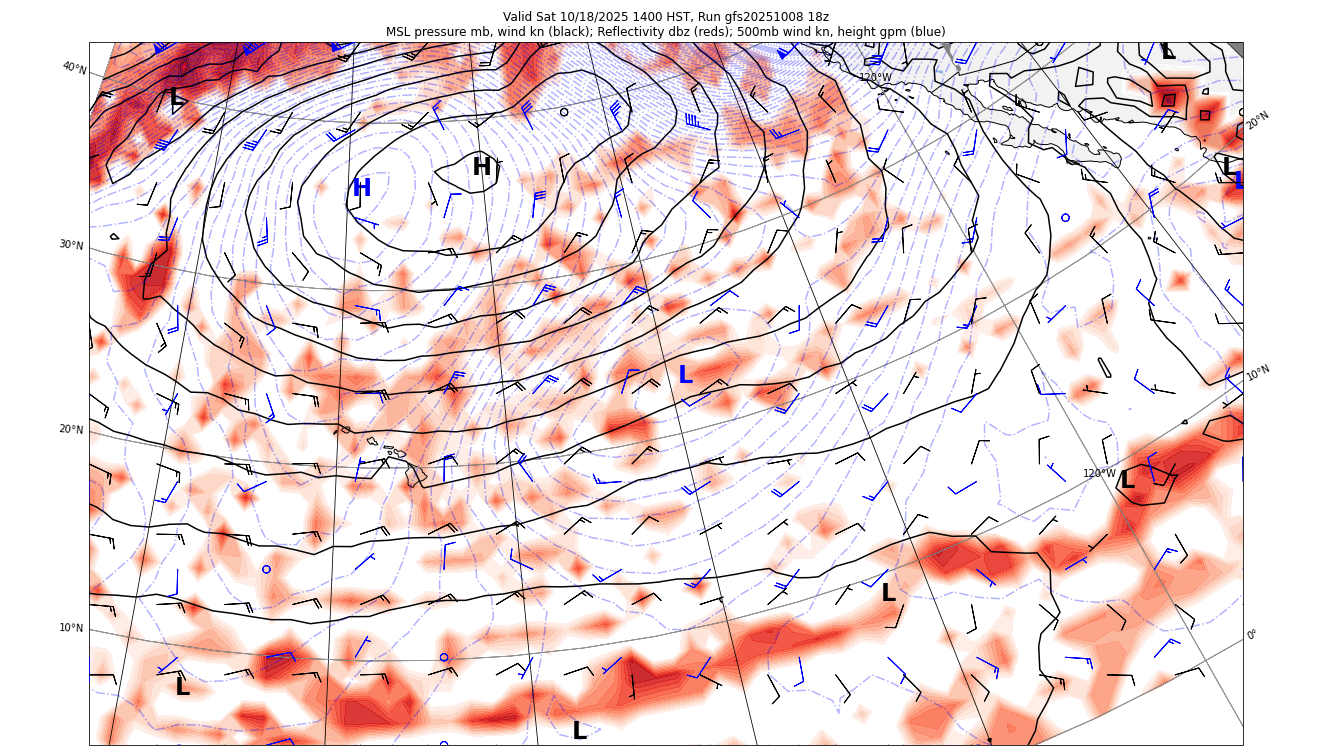 Valid Sat 10/18/2025 1400 HST, Run gfs20251008 18z
MSL pressure mb, wind kn (black); Reflectivity dbz (reds); 500mb wind kn, height gpm (blue)
L
40°N
120°W
L
20°N
H
L
H
L
30°N
L
10°N
20°N
120°W
L
L
10°N
0°
L
L